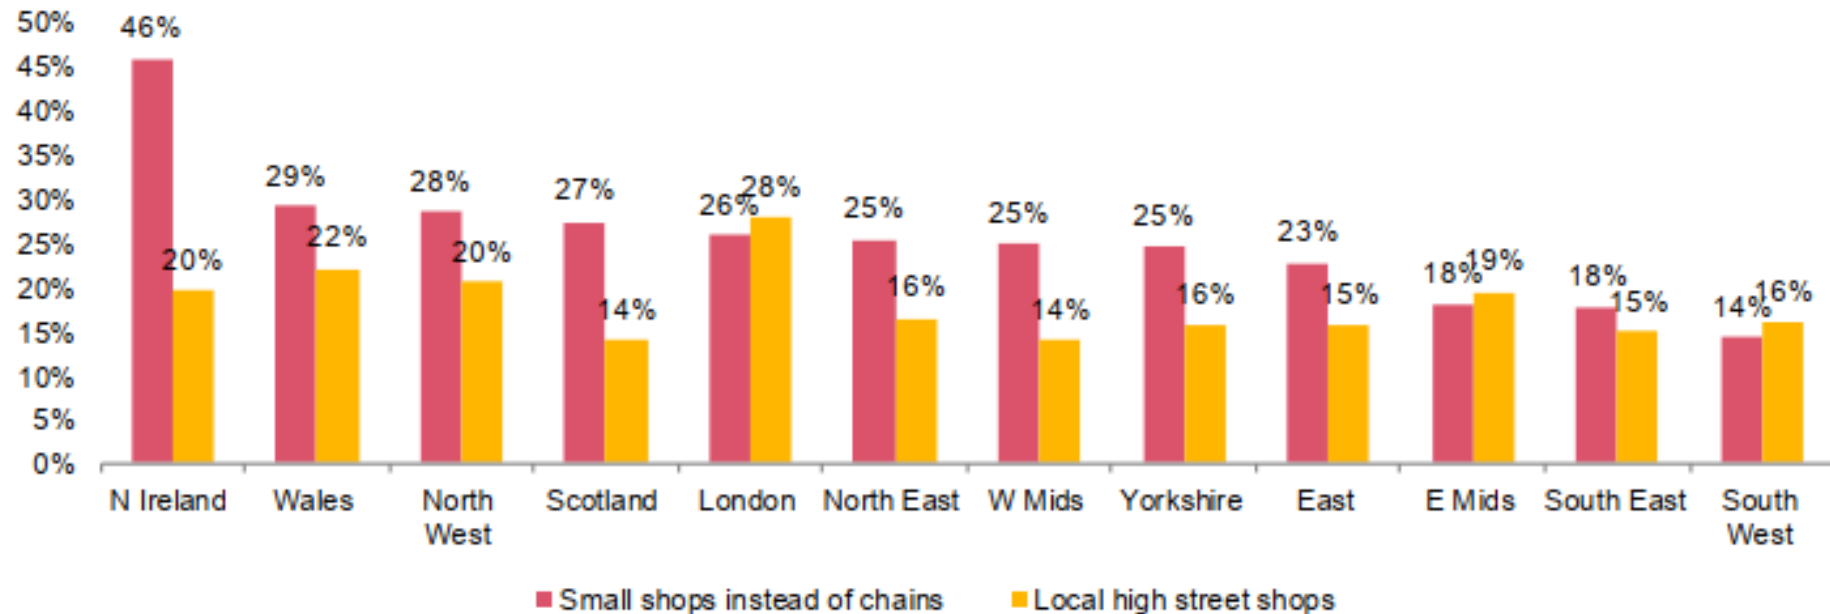 50%
45%
40%
35%
30%
25%
20%
15%
10%
5%
0%
46%
20%
29%
22%
28%
20%
27%
14%
26%
28%
25%
16%
25%
14%
25%
16%
23%
15%
18%
19%
18%
15%
14%
16%
N Ireland
Wales
North
West
Scotland
London
North East
W Mids
Yorkshire
East
E Mids
South East
South
West
Small shops instead of chains
Local high street shops